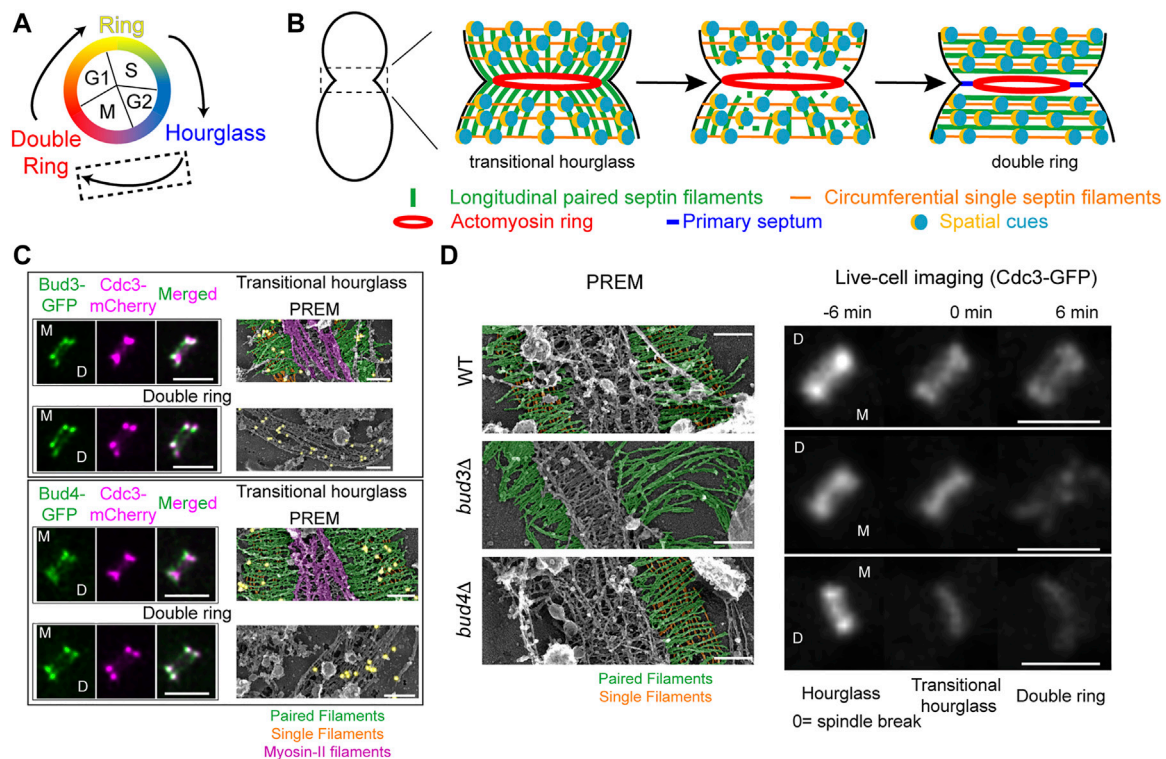 A
Ring
G1
S
M
G2
Double
Ring
Hourglass
B
transitional hourglass
double ring
Longitudinal paired septin filaments
Circumferential single septin filaments
Actomyosin ring
Primary septum
Spatial cues
C
Bud3-
GFP
Cdc3-
mCherry
Merged
Transitional hourglass
PREM
M
D
Double ring
M
D
Bud4-
GFP
Cdc3-
mCherry
Merged
Transitional hourglass
PREM
M
D
Double ring
M
D
Paired Filaments
Single Filaments
Myosin-II filaments
D
PREM
Live-cell imaging (Cdc3-GFP)
-6 min
0 min
6 min
WT
D
M
bud3Δ
D
M
bud4Δ
M
D
Paired Filaments
Single Filaments
Hourglass
Transitional
hourglass
Double ring
0= spindle break